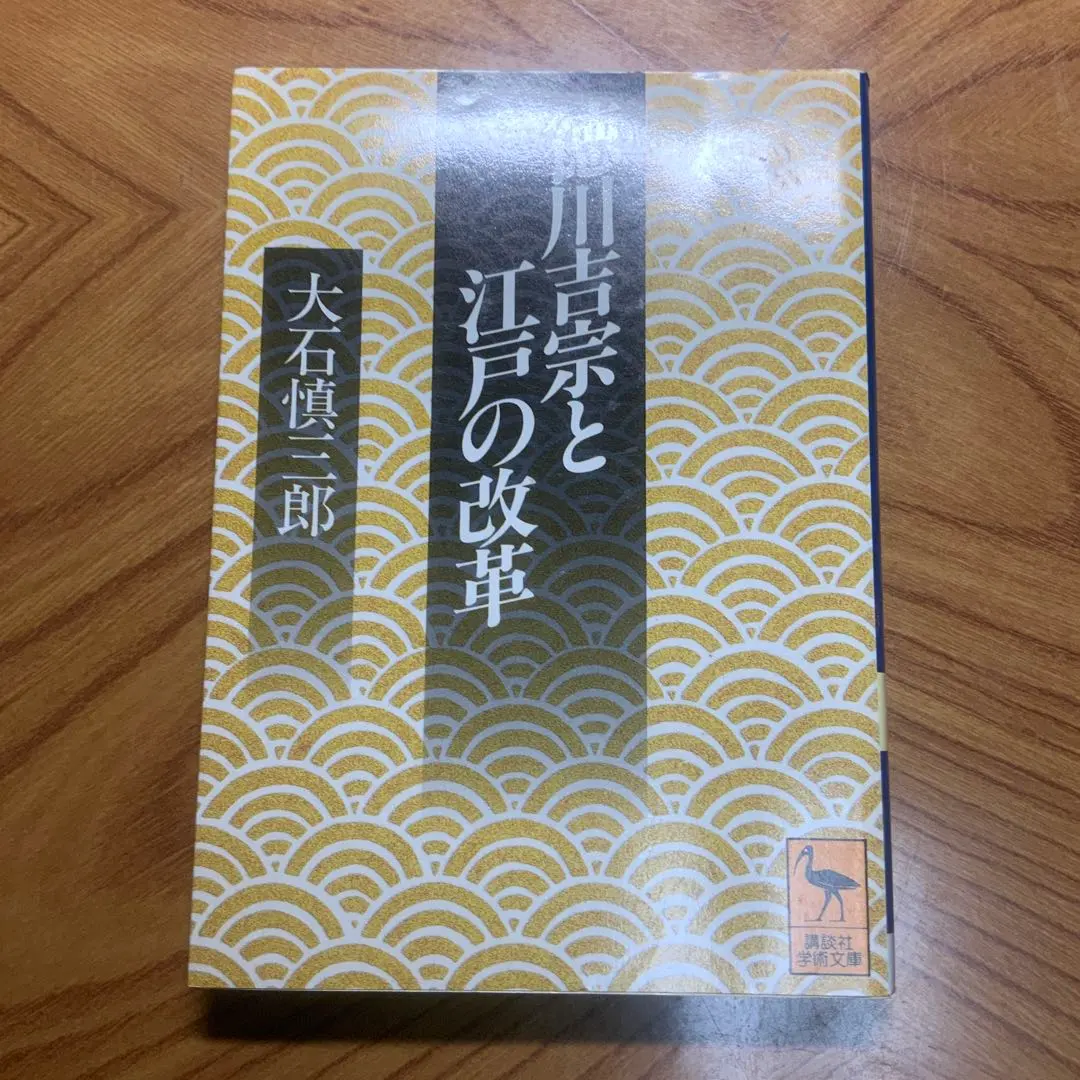 徳川吉宗と
江戸の改革
大石慎三郎
講談社
学術文庫